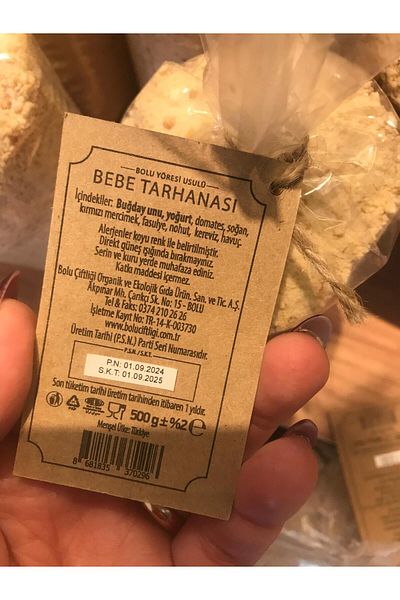 BOLU YÖRESİ USULÜ
BEBE TARHANASI
İçindekiler: Buğday unu, yoğurt, domates, soğan,
kırmızı mercimek, fasulye, nohut, kereviz, havuç.
Alerjenler koyu renk ile belirtilmiştir.
Direkt güneş ışığında bırakmayınız.
Serin ve kuru yerde muhafaza ediniz.
Katkı maddesi içermez.
Bolu Çiftliği Organik ve Ekolojik Gıda Ürün. San. ve Tic. A.Ş.
Akpınar Mh. Çarıkçı Sk. No: 15 - BOLU
Tel & Faks: 0374 210 26 26
İşletme Kayıt No: TR-14-K-003730
www.boluciftligi.com.tr
Üretim Tarihi (P.S.N.) Parti Seri Numarasıdır.
P.S.R./S.K.T.
P.N: 01.09.2024
S.K.T: 01.09.2025
Son tüketim tarihi üretim tarihinden itibaren 1 yıldır.
500 g ± %2 e
Menşei Ülke: Türkiye
8 681835 370296